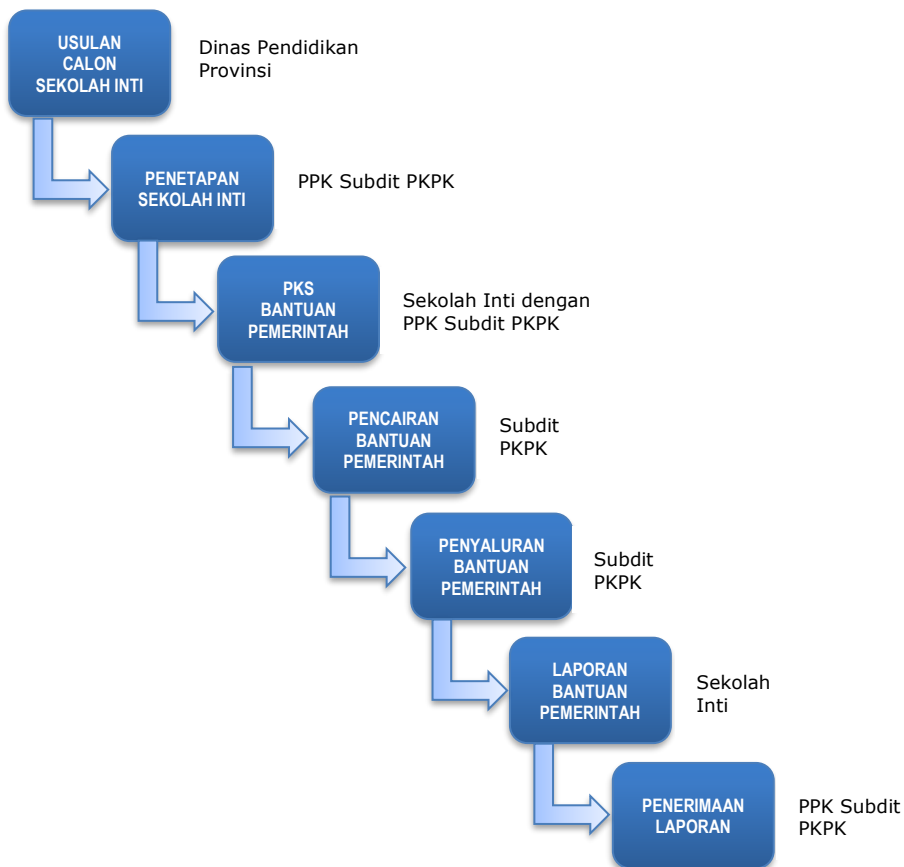 USULAN
CALON
SEKOLAH INTI
Dinas Pendidikan
Provinsi
PENETAPAN
SEKOLAH INTI
PPK Subdit PKPK
PKS
BANTUAN
PEMERINTAH
Sekolah Inti dengan
PPK Subdit PKPK
PENCAIRAN
BANTUAN
PEMERINTAH
Subdit
PKPK
PENYALURAN
BANTUAN
PEMERINTAH
Subdit
PKPK
LAPORAN
BANTUAN
PEMERINTAH
Sekolah
Inti
PENERIMAAN
LAPORAN
PPK Subdit
PKPK